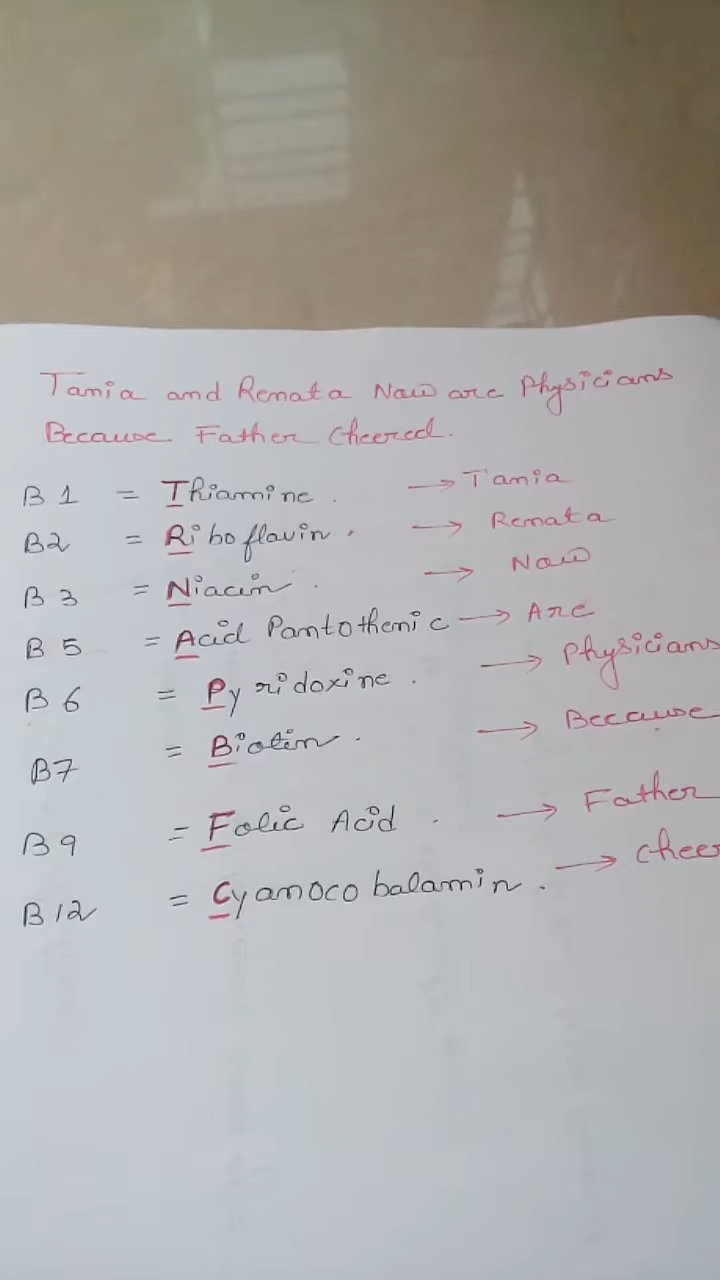 Tania and Renata Now are Physicians
Because Father Cheered.
B1 = Thiamine. → Tania
B2 = Riboflavin. → Renata
B3 = Niacin. → Now
B5 = Acid Pantothenic → Are
B6 = Pyridoxine. → Physicians
B7 = Biotin. → Because
B9 = Folic Acid. → Father
B12 = Cyanocobalamin. → Cheer